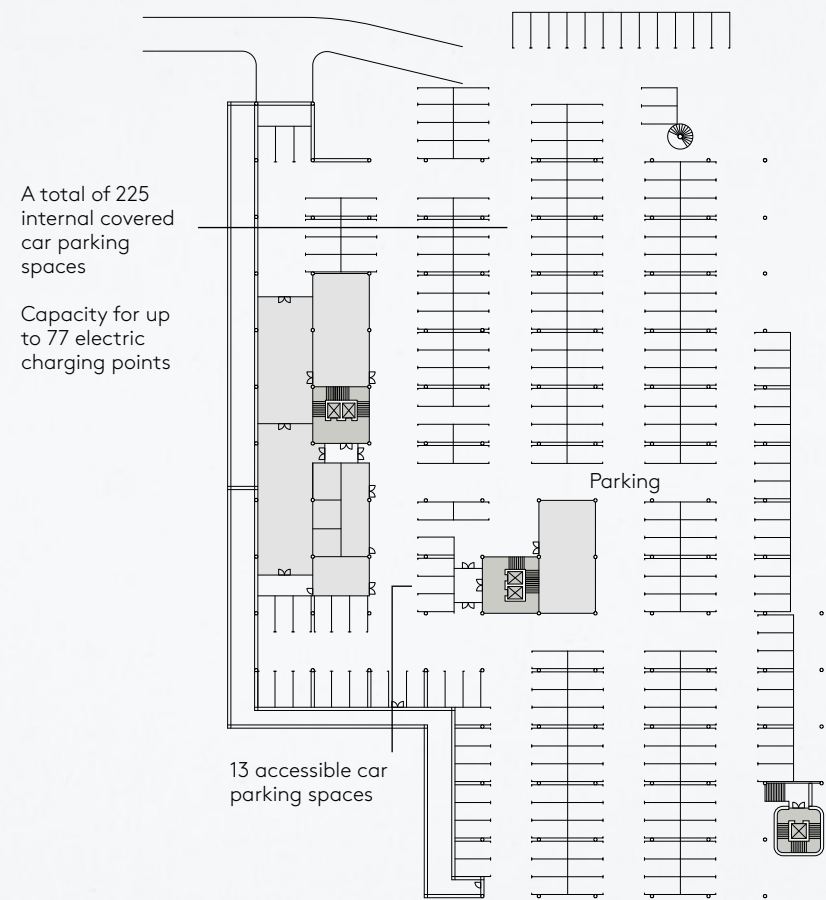 A total of 225
internal covered
car parking
spaces
Capacity for up
to 77 electric
charging points
Parking
13 accessible car
parking spaces